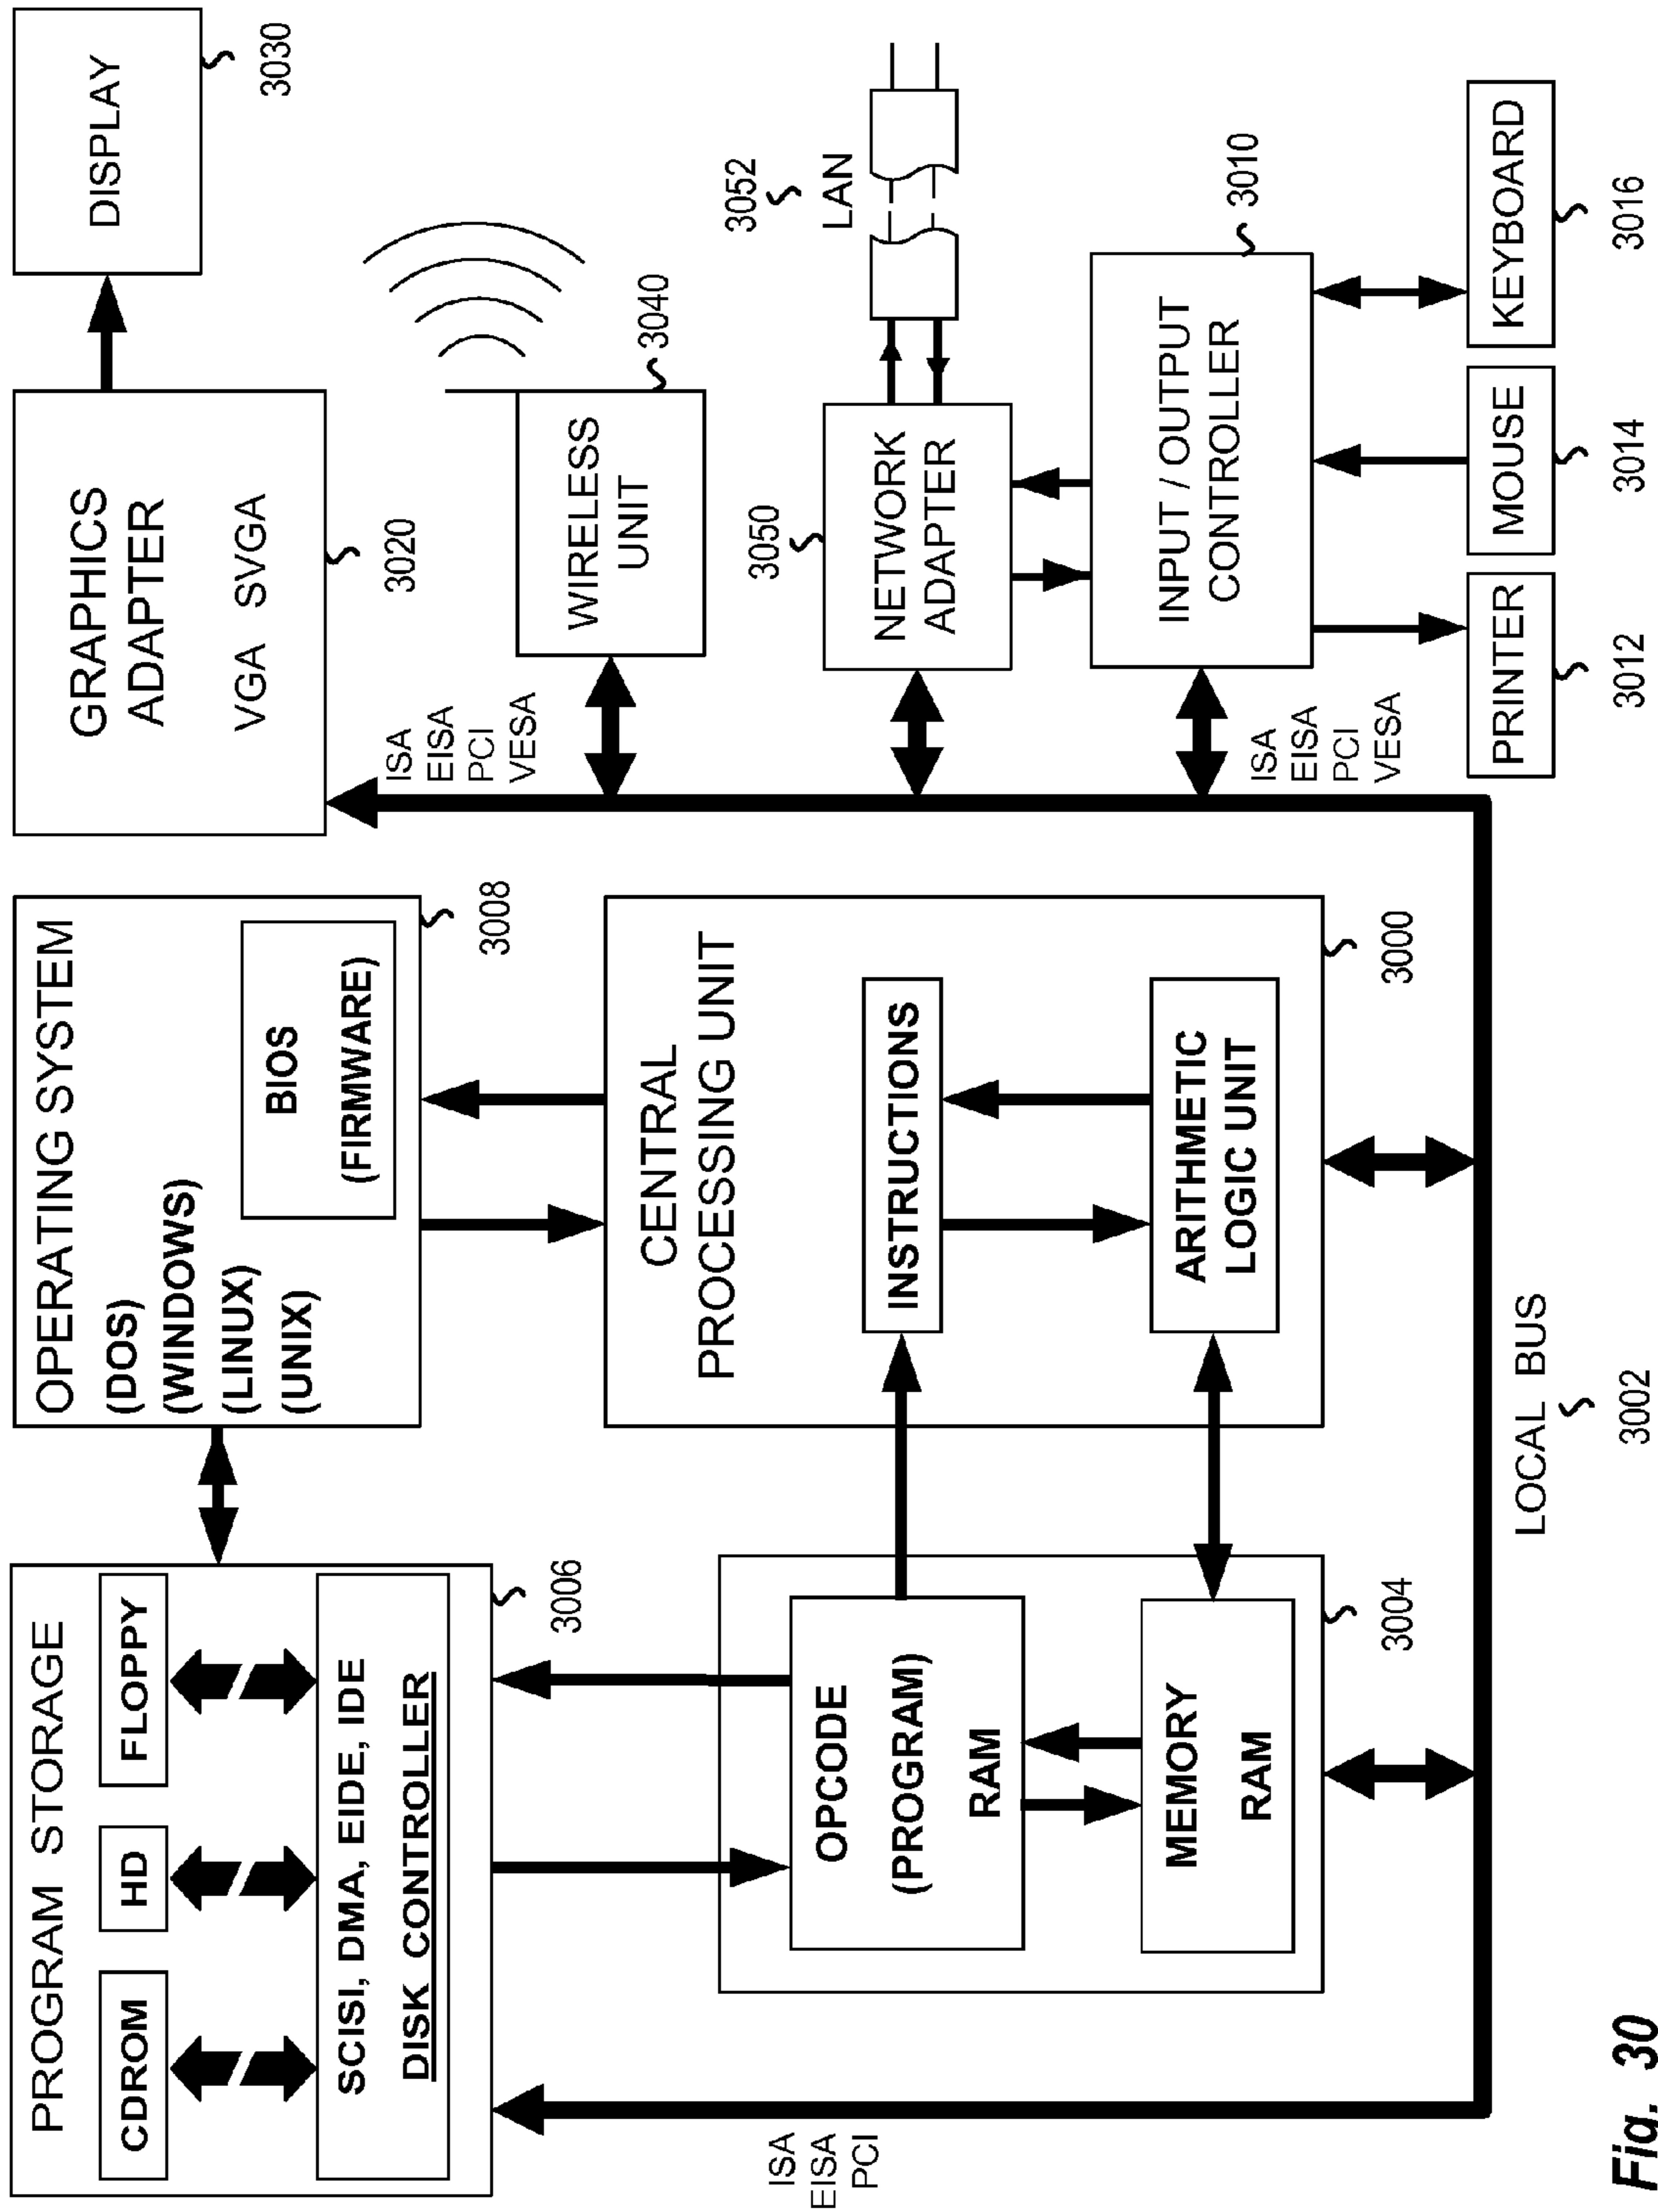 PROGRAM STORAGE
CDROM
HD
FLOPPY
SCISI, DMA, EIDE, IDE
DISK CONTROLLER
3006
OPERATING SYSTEM
(DOS)
(WINDOWS)
(LINUX)
(UNIX)
BIOS
(FIRMWARE)
3008
GRAPHICS
ADAPTER
VGA SVGA
3020
DISPLAY
3030
ISA
EISA
PCI
VESA
WIRELESS
UNIT
3040
CENTRAL
PROCESSING UNIT
INSTRUCTIONS
ARITHMETIC
LOGIC UNIT
3000
OPCODE
(PROGRAM)
RAM
MEMORY
RAM
3004
ISA
EISA
PCI
3050
NETWORK
ADAPTER
3052
LAN
INPUT / OUTPUT
CONTROLLER
3010
ISA
EISA
PCI
VESA
PRINTER
3012
MOUSE
3014
KEYBOARD
3016
LOCAL BUS
3002
Fig. 30